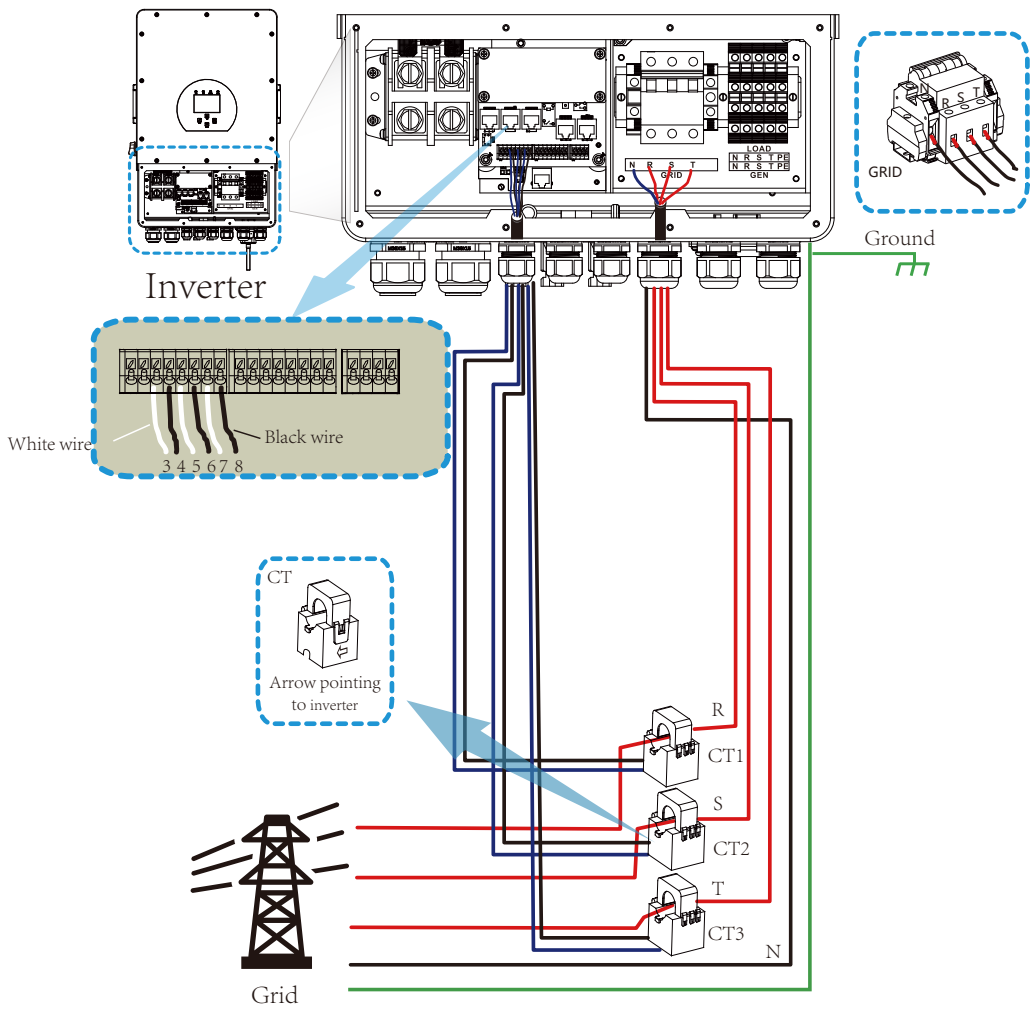 R S T
GRID
LOAD
N R S T PE
N R S T PE
GEN
N R S T
GRID
Ground
Inverter
White wire
Black wire
3 4 5 6 7 8
CT
Arrow pointing
to inverter
R
CT1
S
CT2
T
CT3
N
Grid